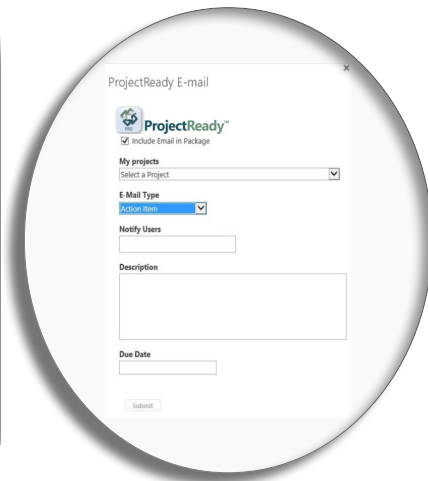 ProjectReady E-mail
×
PRO
ProjectReady™
Include Email in Package
My projects
Select a Project
E-Mail Type
Action Item
Notify Users
Description
Due Date
Submit